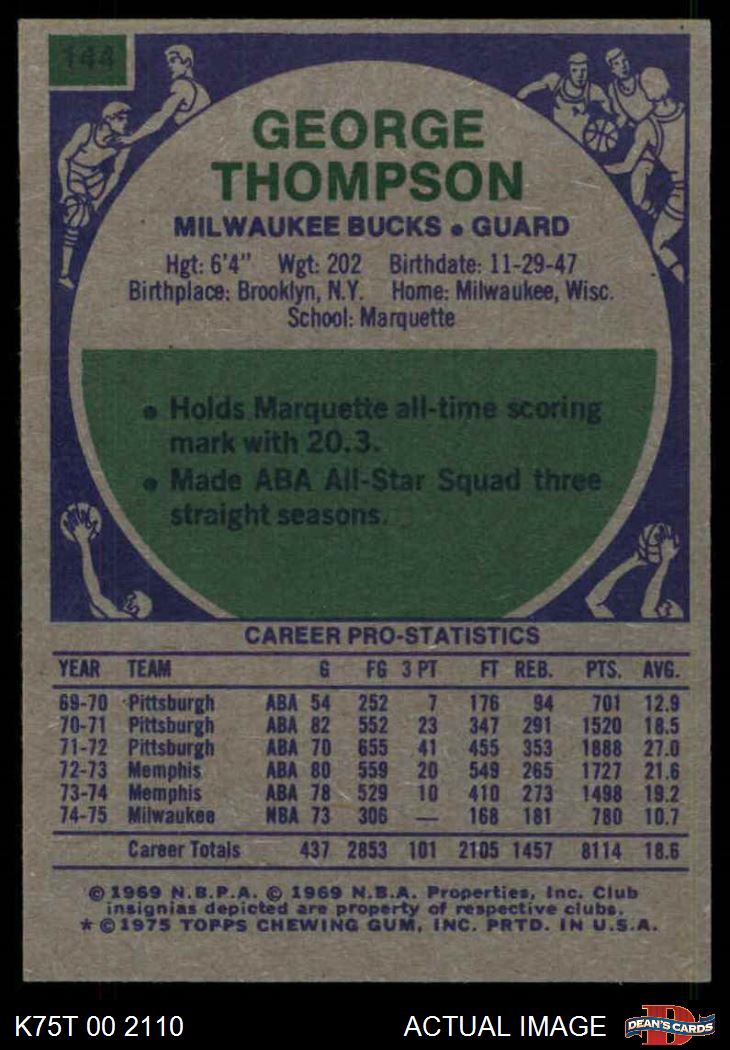 144
GEORGE
THOMPSON
MILWAUKEE BUCKS • GUARD
Hgt: 6'4" Wgt: 202 Birthdate: 11-29-47
Birthplace: Brooklyn, N.Y. Home: Milwaukee, Wisc.
School: Marquette
• Holds Marquette all-time scoring
mark with 20.3.
• Made ABA All-Star Squad three
straight seasons.
CAREER PRO-STATISTICS
YEAR TEAM G FG 3 PT FT REB. PTS. AVG.
69-70 Pittsburgh ABA 54 252 7 176 94 701 12.9
70-71 Pittsburgh ABA 82 552 23 347 291 1520 18.5
71-72 Pittsburgh ABA 70 655 41 455 353 1888 27.0
72-73 Memphis ABA 80 559 20 549 265 1727 21.6
73-74 Memphis ABA 78 529 10 410 273 1498 19.2
74-75 Milwaukee NBA 73 306 — 168 181 780 10.7
Career Totals 437 2853 101 2105 1457 8114 18.6
© 1969 N.B.P.A. © 1969 N.B.A. Properties, Inc. Club
insignias depicted are property of respective clubs.
* © 1975 TOPPS CHEWING GUM, INC. PRTD. IN U.S.A.
K75T 00 2110 ACTUAL IMAGE D DEAN'S CARDS